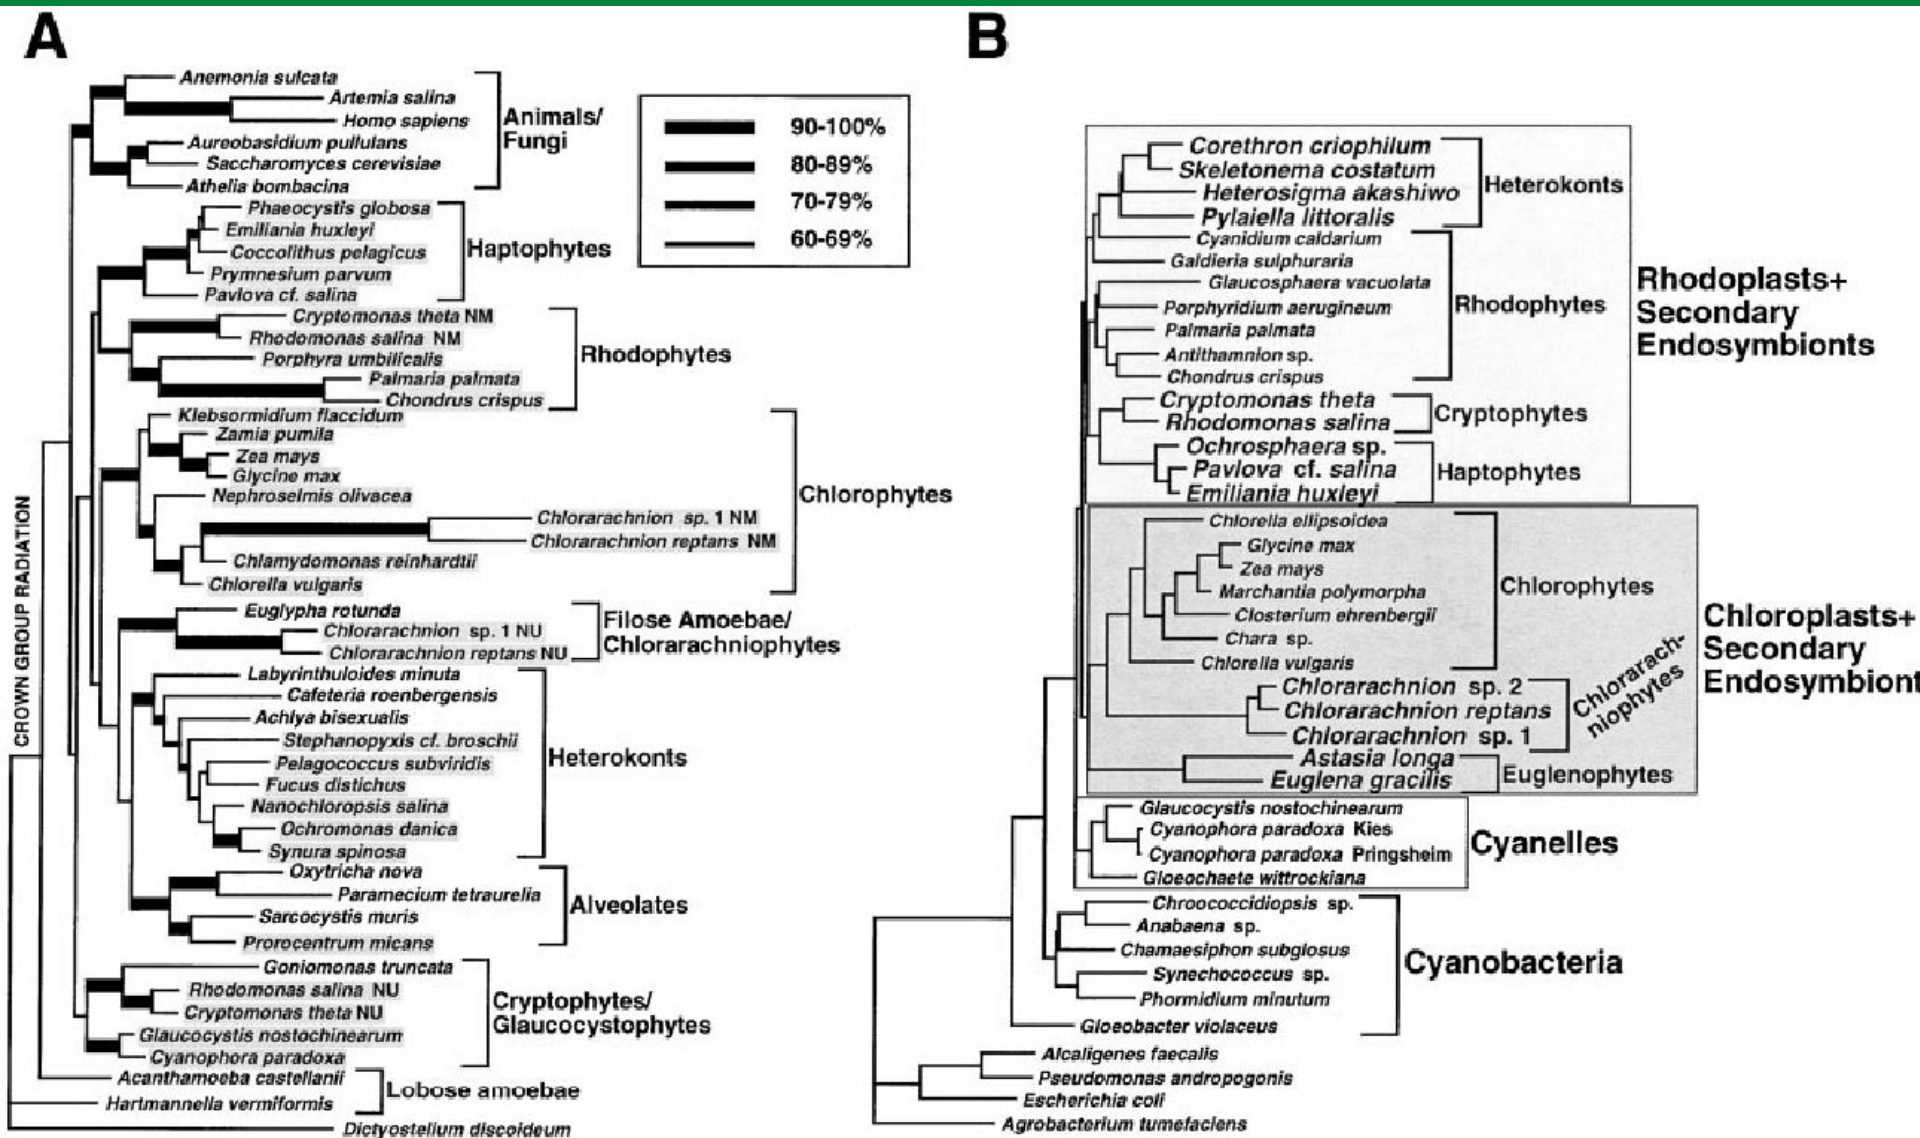 A
Anemonia sulcata
Artemia salina
Homo sapiens
Aureobasidium pullulans
Saccharomyces cerevisiae
Athelia bombacina
Animals/
Fungi
Phaeocystis globosa
Emiliania huxleyi
Coccolithus pelagicus
Prymnesium parvum
Pavlova cf. salina
Haptophytes
Cryptomonas theta NM
Rhodomonas salina NM
Porphyra umbilicalis
Palmaria palmata
Chondrus crispus
Rhodophytes
Klebsormidium flaccidum
Zamia pumila
Zea mays
Glycine max
Nephroselmis olivacea
Chlorarachnion sp. 1 NM
Chlorarachnion reptans NM
Chlamydomonas reinhardtii
Chlorella vulgaris
Chlorophytes
Euglypha rotunda
Chlorarachnion sp. 1 NU
Chlorarachnion reptans NU
Filose Amoebae/
Chlorarachniophytes
Labyrinthuloides minuta
Cafeteria roenbergensis
Achlya bisexualis
Stephanopyxis cf. broschii
Pelagococcus subviridis
Fucus distichus
Nanochloropsis salina
Ochromonas danica
Synura spinosa
Heterokonts
Oxytricha nova
Paramecium tetraurelia
Sarcocystis muris
Prorocentrum micans
Alveolates
Goniomonas truncata
Rhodomonas salina NU
Cryptomonas theta NU
Glaucocystis nostochinearum
Cyanophora paradoxa
Cryptophytes/
Glaucocystophytes
Acanthamoeba castellanii
Hartmannella vermiformis
Lobose amoebae
Dictyostelium discoideum
CROWN GROUP RADIATION
90-100%
80-89%
70-79%
60-69%
B
Corethron criophilum
Skeletonema costatum
Heterosigma akashiwo
Pylaiella littoralis
Heterokonts
Cyanidium caldarium
Galdieria sulphuraria
Glaucosphaera vacuolata
Porphyridium aerugineum
Palmaria palmata
Antithamnion sp.
Chondrus crispus
Rhodophytes
Cryptomonas theta
Rhodomonas salina
Cryptophytes
Ochrosphaera sp.
Pavlova cf. salina
Emiliania huxleyi
Haptophytes
Rhodoplasts+
Secondary
Endosymbionts
Chlorella ellipsoidea
Glycine max
Zea mays
Marchantia polymorpha
Closterium ehrenbergii
Chara sp.
Chlorella vulgaris
Chlorophytes
Chlorarachnion sp. 2
Chlorarachnion reptans
Chlorarachnion sp. 1
Chlorarach-
niophytes
Astasia longa
Euglena gracilis
Euglenophytes
Chloroplasts+
Secondary
Endosymbiont
Glaucocystis nostochinearum
Cyanophora paradoxa Kies
Cyanophora paradoxa Pringsheim
Gloeochaete wittrockiana
Cyanelles
Chroococcidiopsis sp.
Anabaena sp.
Chamaesiphon subglosus
Synechococcus sp.
Phormidium minutum
Gloeobacter violaceus
Cyanobacteria
Alcaligenes faecalis
Pseudomonas andropogonis
Escherichia coli
Agrobacterium tumefaciens